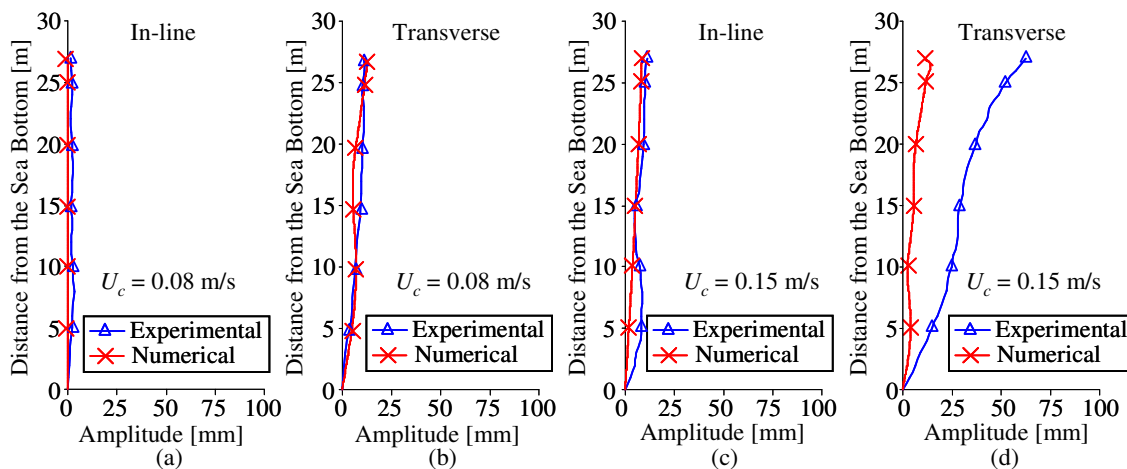 In-line
Distance from the Sea Bottom [m]
30
25
20
15
10
5
0
U_c = 0.08 m/s
Experimental
Numerical
0 25 50 75 100
Amplitude [mm]
(a)
Transverse
Distance from the Sea Bottom [m]
30
25
20
15
10
5
0
U_c = 0.08 m/s
Experimental
Numerical
0 25 50 75 100
Amplitude [mm]
(b)
In-line
Distance from the Sea Bottom [m]
30
25
20
15
10
5
0
U_c = 0.15 m/s
Experimental
Numerical
0 25 50 75 100
Amplitude [mm]
(c)
Transverse
Distance from the Sea Bottom [m]
30
25
20
15
10
5
0
U_c = 0.15 m/s
Experimental
Numerical
0 25 50 75 100
Amplitude [mm]
(d)